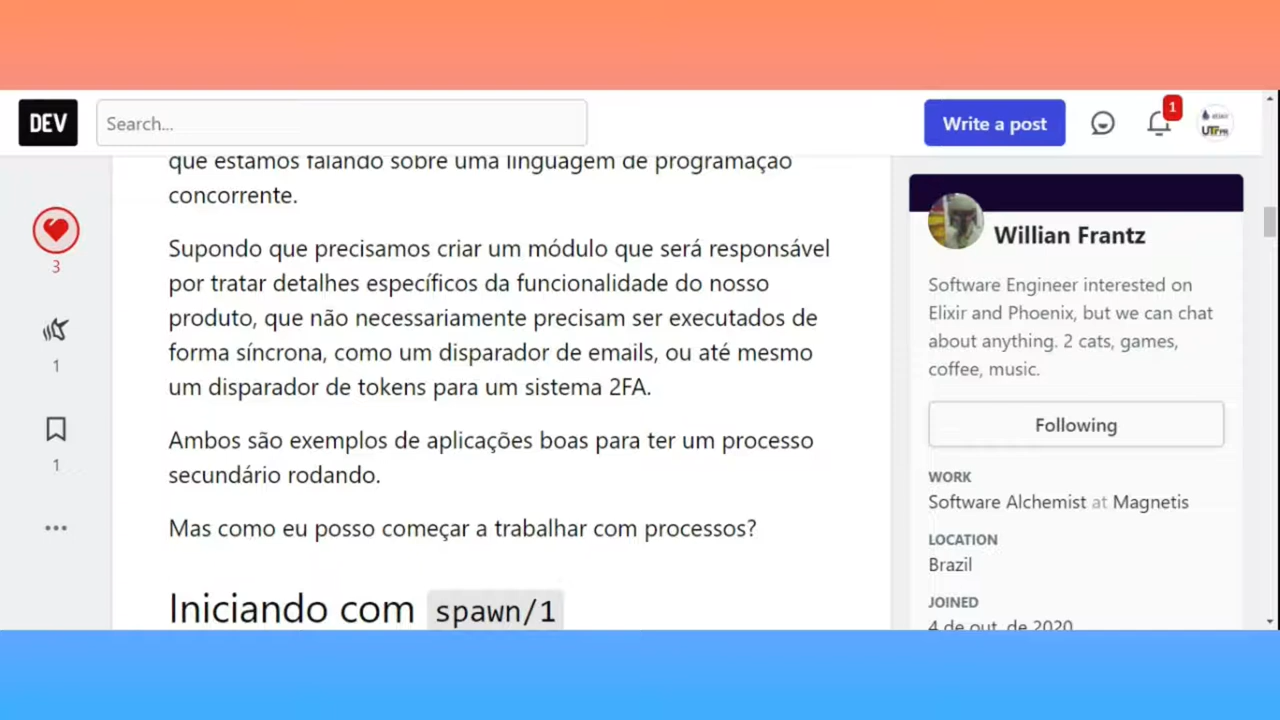 DEV
Search...
Write a post
1
que estamos falando sobre uma linguagem de programação
concorrente.
3
Supondo que precisamos criar um módulo que será responsável
por tratar detalhes específicos da funcionalidade do nosso
produto, que não necessariamente precisam ser executados de
forma síncrona, como um disparador de emails, ou até mesmo
um disparador de tokens para um sistema 2FA.
1
Ambos são exemplos de aplicações boas para ter um processo
secundário rodando.
1
Mas como eu posso começar a trabalhar com processos?
Iniciando com spawn/1
Willian Frantz
Software Engineer interested on
Elixir and Phoenix, but we can chat
about anything. 2 cats, games,
coffee, music.
Following
WORK
Software Alchemist at Magnetis
LOCATION
Brazil
JOINED
4 de out. de 2020